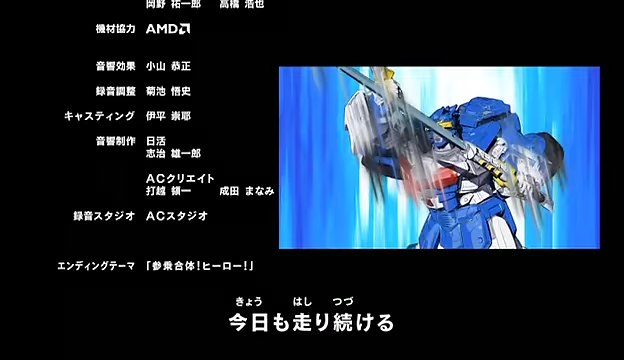 岡野 祐一郎 高橋 浩也
機材協力 AMD
音響効果 小山 恭正
録音調整 菊池 悟史
キャスティング 伊平 崇耶
音響制作 日活
志治 雄一郎
ACクリエイト
打越 領一 成田 まなみ
録音スタジオ ACスタジオ
エンディングテーマ 「参乗合体!ヒーロー!」
きょう はし つづ
今日も走り続ける